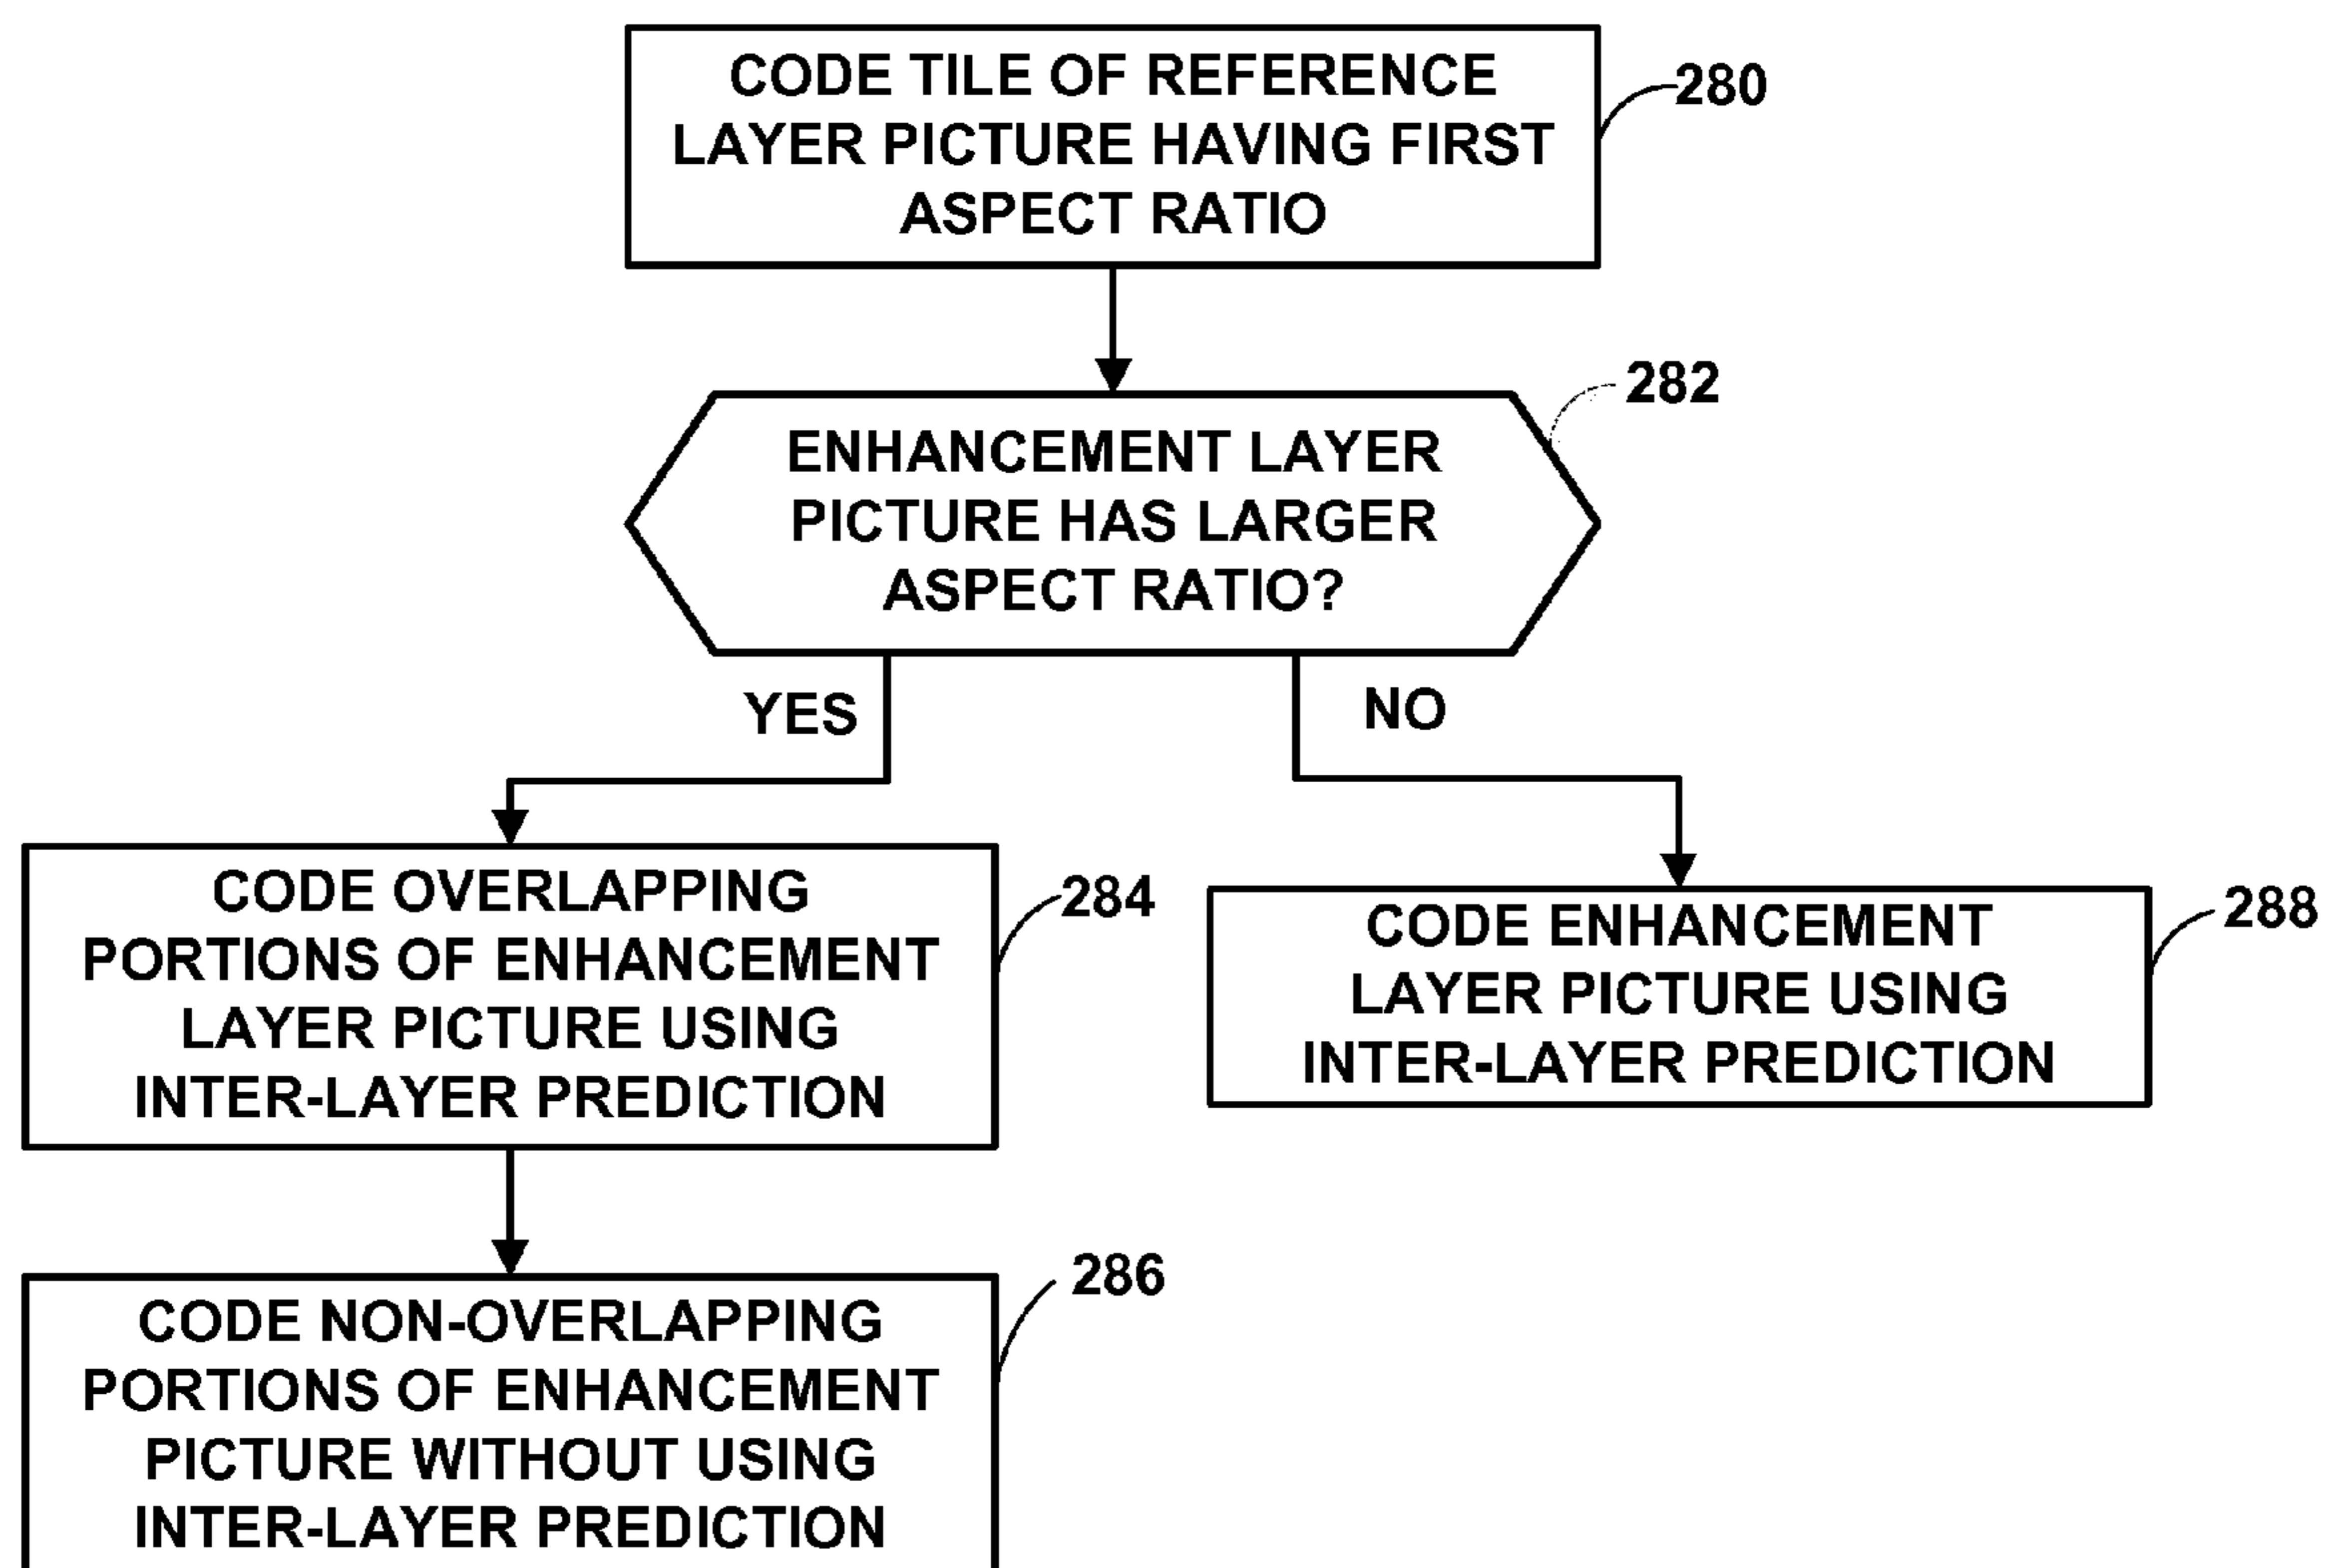 CODE TILE OF REFERENCE
LAYER PICTURE HAVING FIRST
ASPECT RATIO
280
ENHANCEMENT LAYER
PICTURE HAS LARGER
ASPECT RATIO?
282
YES
NO
CODE OVERLAPPING
PORTIONS OF ENHANCEMENT
LAYER PICTURE USING
INTER-LAYER PREDICTION
284
CODE ENHANCEMENT
LAYER PICTURE USING
INTER-LAYER PREDICTION
288
CODE NON-OVERLAPPING
PORTIONS OF ENHANCEMENT
PICTURE WITHOUT USING
INTER-LAYER PREDICTION
286